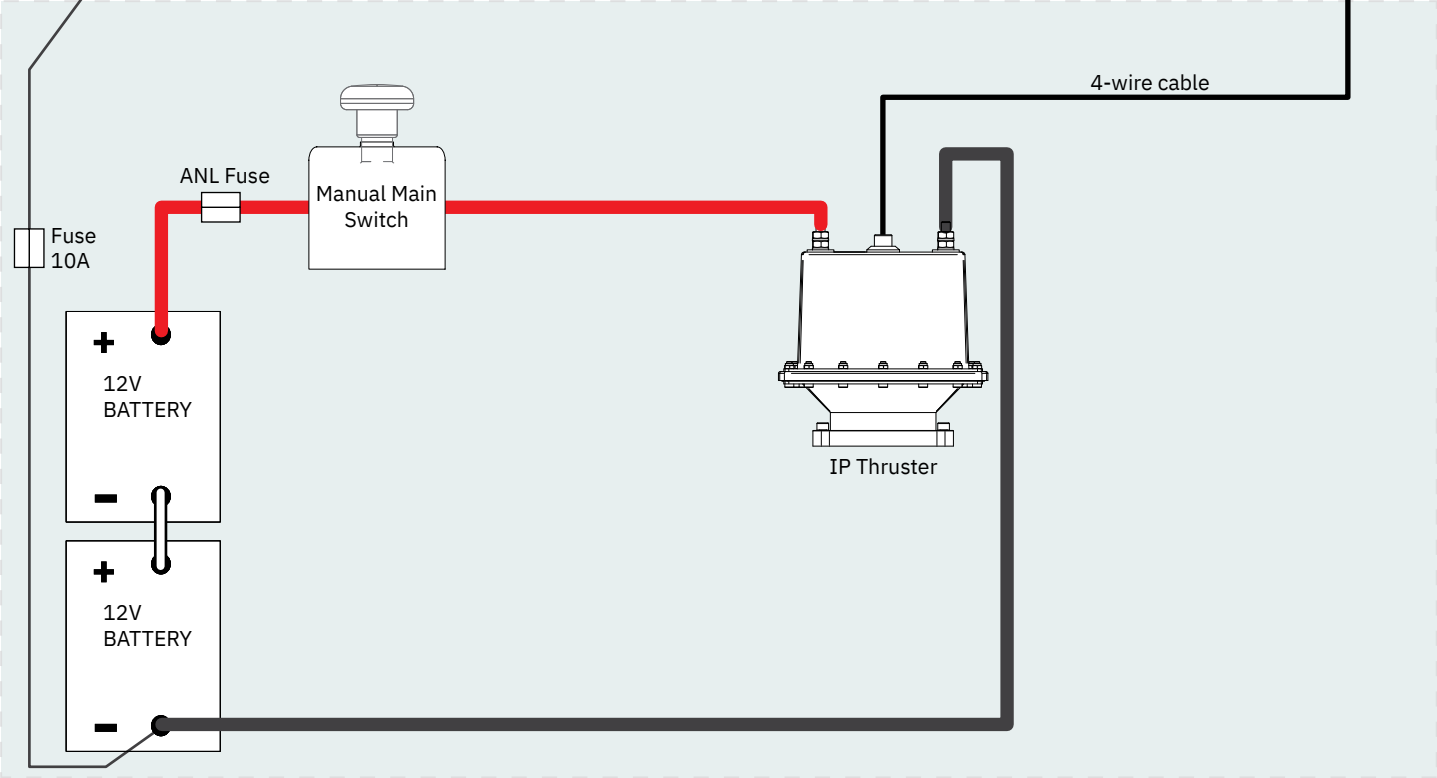 4-wire cable
ANL Fuse
Manual Main
Switch
Fuse
10A
+
12V
BATTERY
-
+
12V
BATTERY
-
IP Thruster